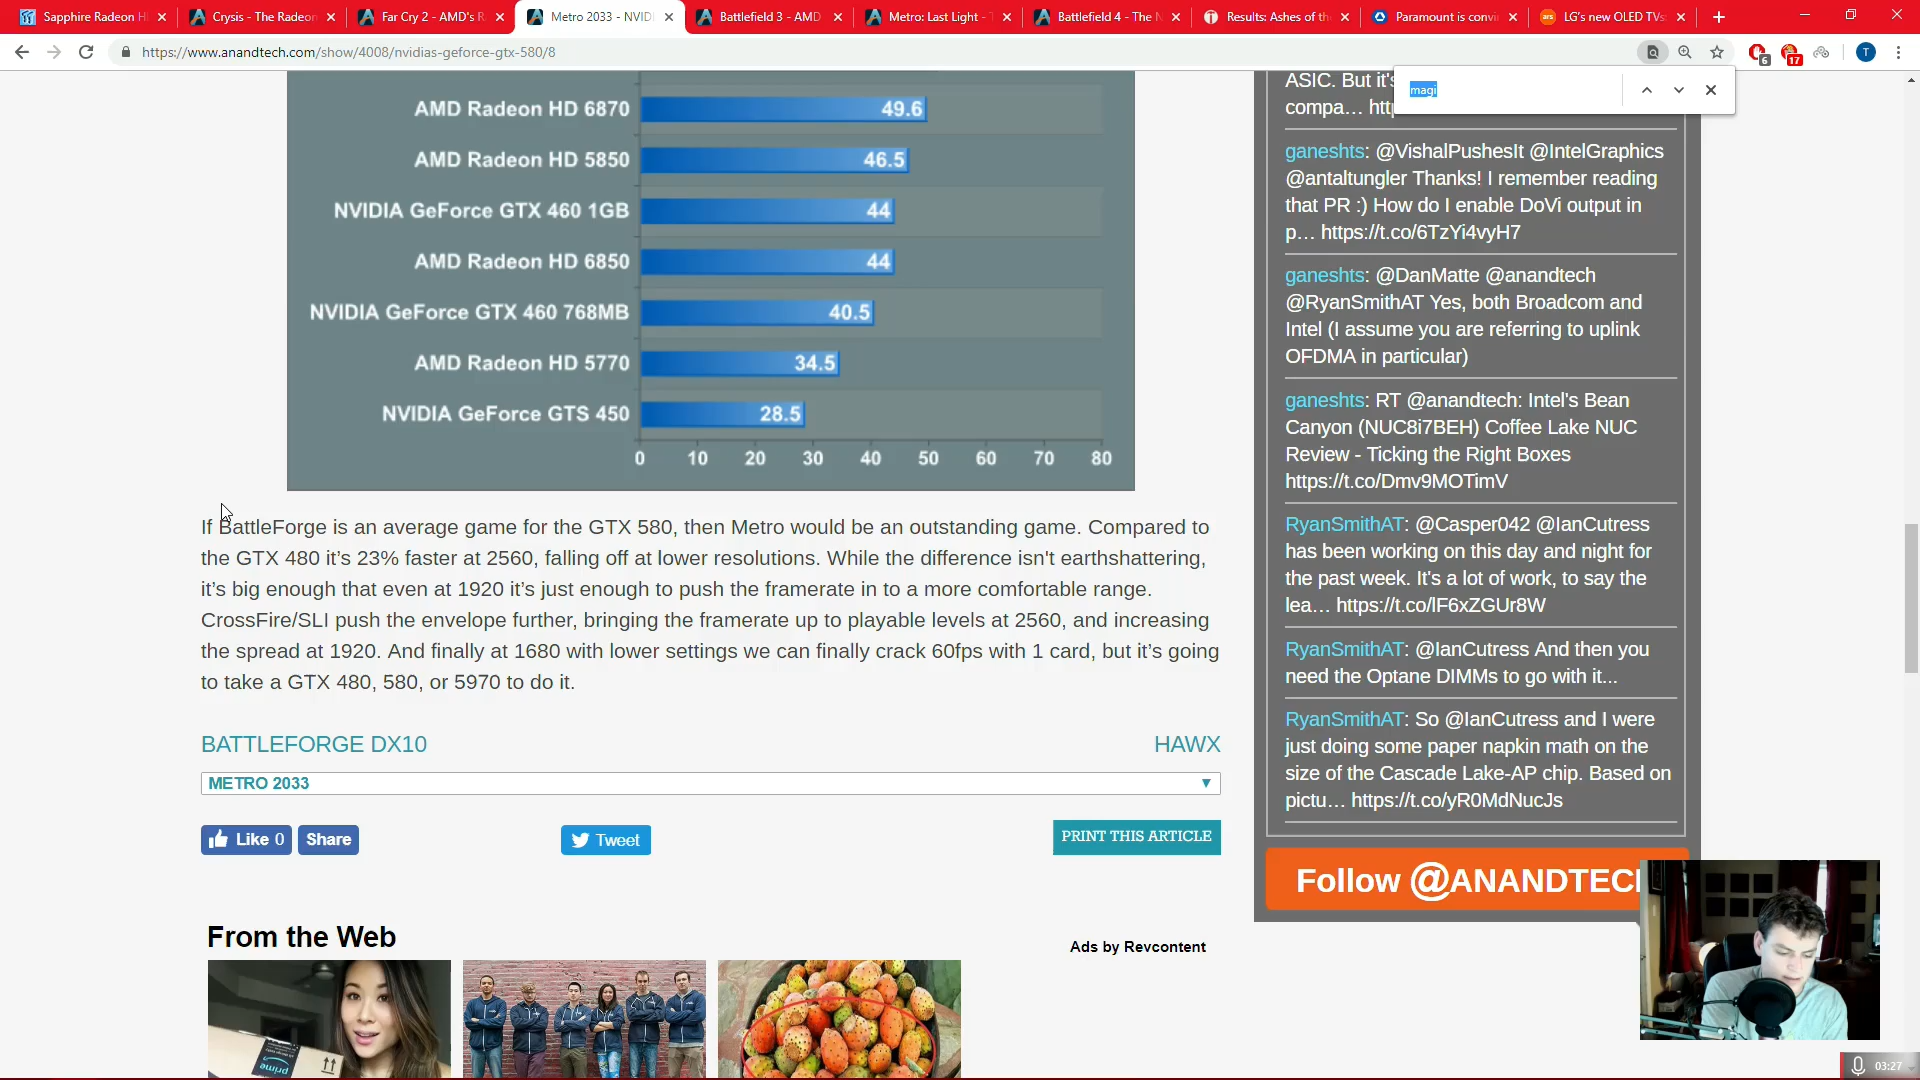 Sapphire Radeon H
Crysis - The Radeon
Far Cry 2 - AMD's R
Metro 2033 - NVID
Battlefield 3 - AMD
Metro: Last Light - T
Battlefield 4 - The N
Results: Ashes of th
Paramount is convi
LG's new OLED TVs
https://www.anandtech.com/show/4008/nvidias-geforce-gtx-580/8
6
17
T
magi
AMD Radeon HD 6870 49.6
AMD Radeon HD 5850 46.5
NVIDIA GeForce GTX 460 1GB 44
AMD Radeon HD 6850 44
NVIDIA GeForce GTX 460 768MB 40.5
AMD Radeon HD 5770 34.5
NVIDIA GeForce GTS 450 28.5
0 10 20 30 40 50 60 70 80
If BattleForge is an average game for the GTX 580, then Metro would be an outstanding game. Compared to
the GTX 480 it’s 23% faster at 2560, falling off at lower resolutions. While the difference isn't earthshattering,
it’s big enough that even at 1920 it’s just enough to push the framerate in to a more comfortable range.
CrossFire/SLI push the envelope further, bringing the framerate up to playable levels at 2560, and increasing
the spread at 1920. And finally at 1680 with lower settings we can finally crack 60fps with 1 card, but it’s going
to take a GTX 480, 580, or 5970 to do it.
BATTLEFORGE DX10
HAWX
METRO 2033
Like 0
Share
Tweet
PRINT THIS ARTICLE
From the Web
Ads by Revcontent
prime
ASIC. But it's
compa… htt
ganeshts: @VishalPushesIt @IntelGraphics
@antaltungler Thanks! I remember reading
that PR :) How do I enable DoVi output in
p… https://t.co/6TzYi4vyH7
ganeshts: @DanMatte @anandtech
@RyanSmithAT Yes, both Broadcom and
Intel (I assume you are referring to uplink
OFDMA in particular)
ganeshts: RT @anandtech: Intel's Bean
Canyon (NUC8i7BEH) Coffee Lake NUC
Review - Ticking the Right Boxes
https://t.co/Dmv9MOTimV
RyanSmithAT: @Casper042 @IanCutress
has been working on this day and night for
the past week. It's a lot of work, to say the
lea… https://t.co/lF6xZGUr8W
RyanSmithAT: @IanCutress And then you
need the Optane DIMMs to go with it...
RyanSmithAT: So @IanCutress and I were
just doing some paper napkin math on the
size of the Cascade Lake-AP chip. Based on
pictu… https://t.co/yR0MdNucJs
Follow @ANANDTEC
03:27